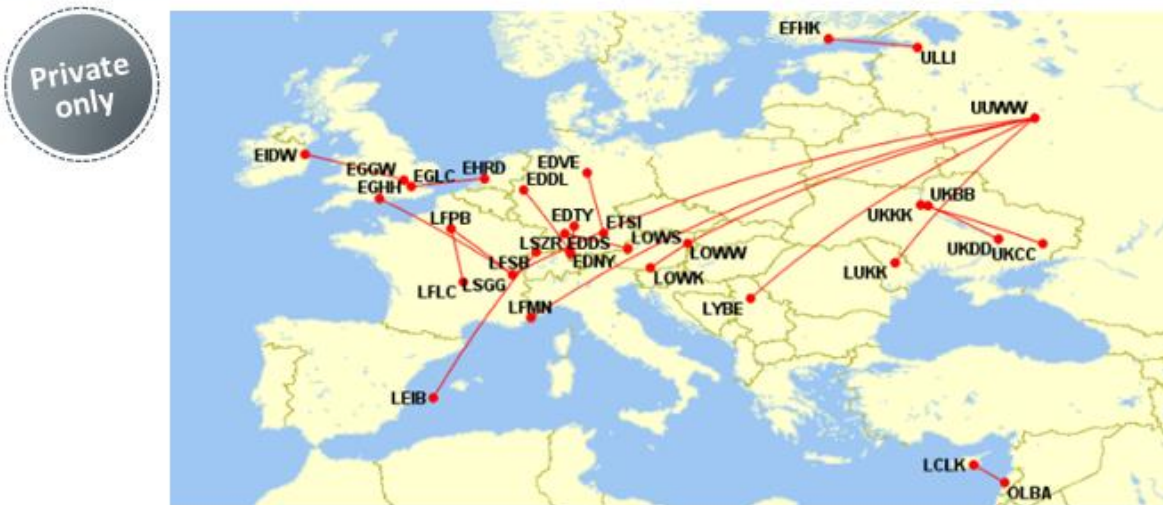 Private
only
EFHK
ULLI
UUWW
EIDW
EGGW
EGLC
EHRD
EDVE
EGHH
EDDL
UKBB
UKKK
LFPB
EDTY
ETSI
LSZR
EDDS
LOWS
UKDD
UKCC
LOWW
EDNY
LUKK
LFSB
LOWK
LFLC
LSGG
LYBE
LFMN
LEIB
LCLK
OLBA